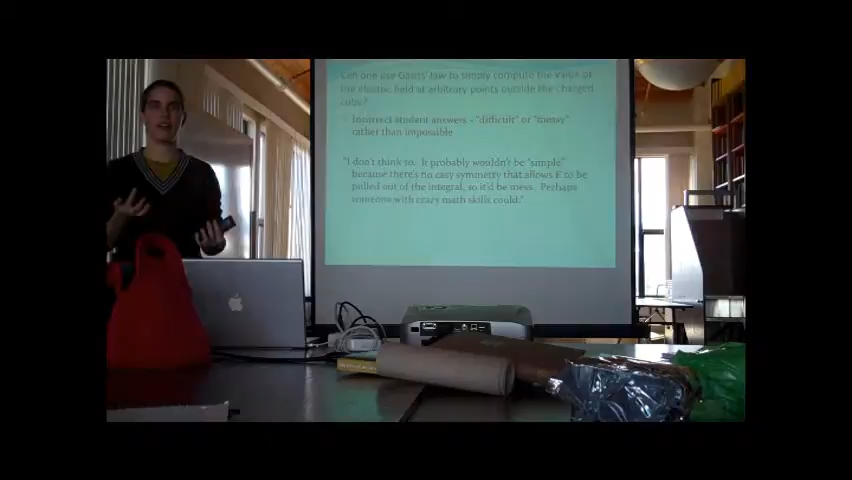 Can one use Gauss' law to simply compute the value of
the electric field at arbitrary points outside the charged
cube?
Incorrect student answers - "difficult" or "messy"
rather than impossible
"I don't think so. It probably wouldn't be "simple"
because there's no easy symmetry that allows E to be
pulled out of the integral, so it'd be mess. Perhaps
someone with crazy math skills could."